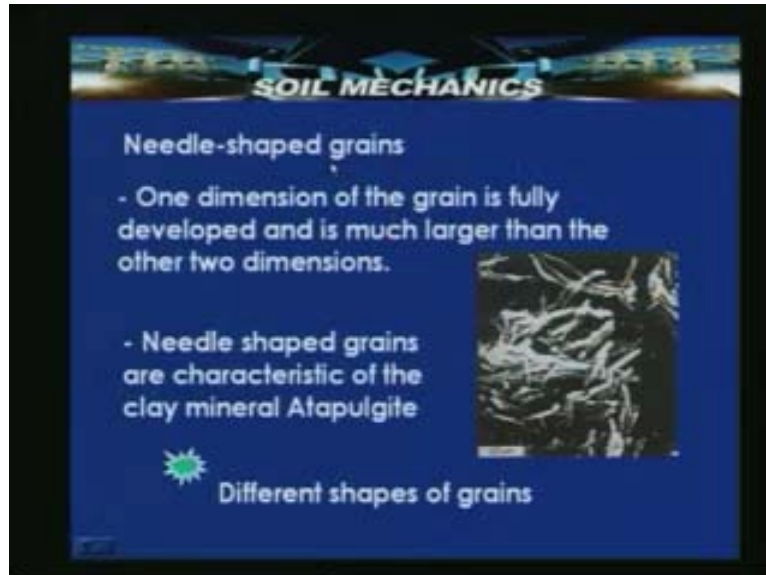 SOIL MECHANICS
Needle-shaped grains
- One dimension of the grain is fully
developed and is much larger than the
other two dimensions.
- Needle shaped grains
are characteristic of the
clay mineral Atapulgite
Different shapes of grains